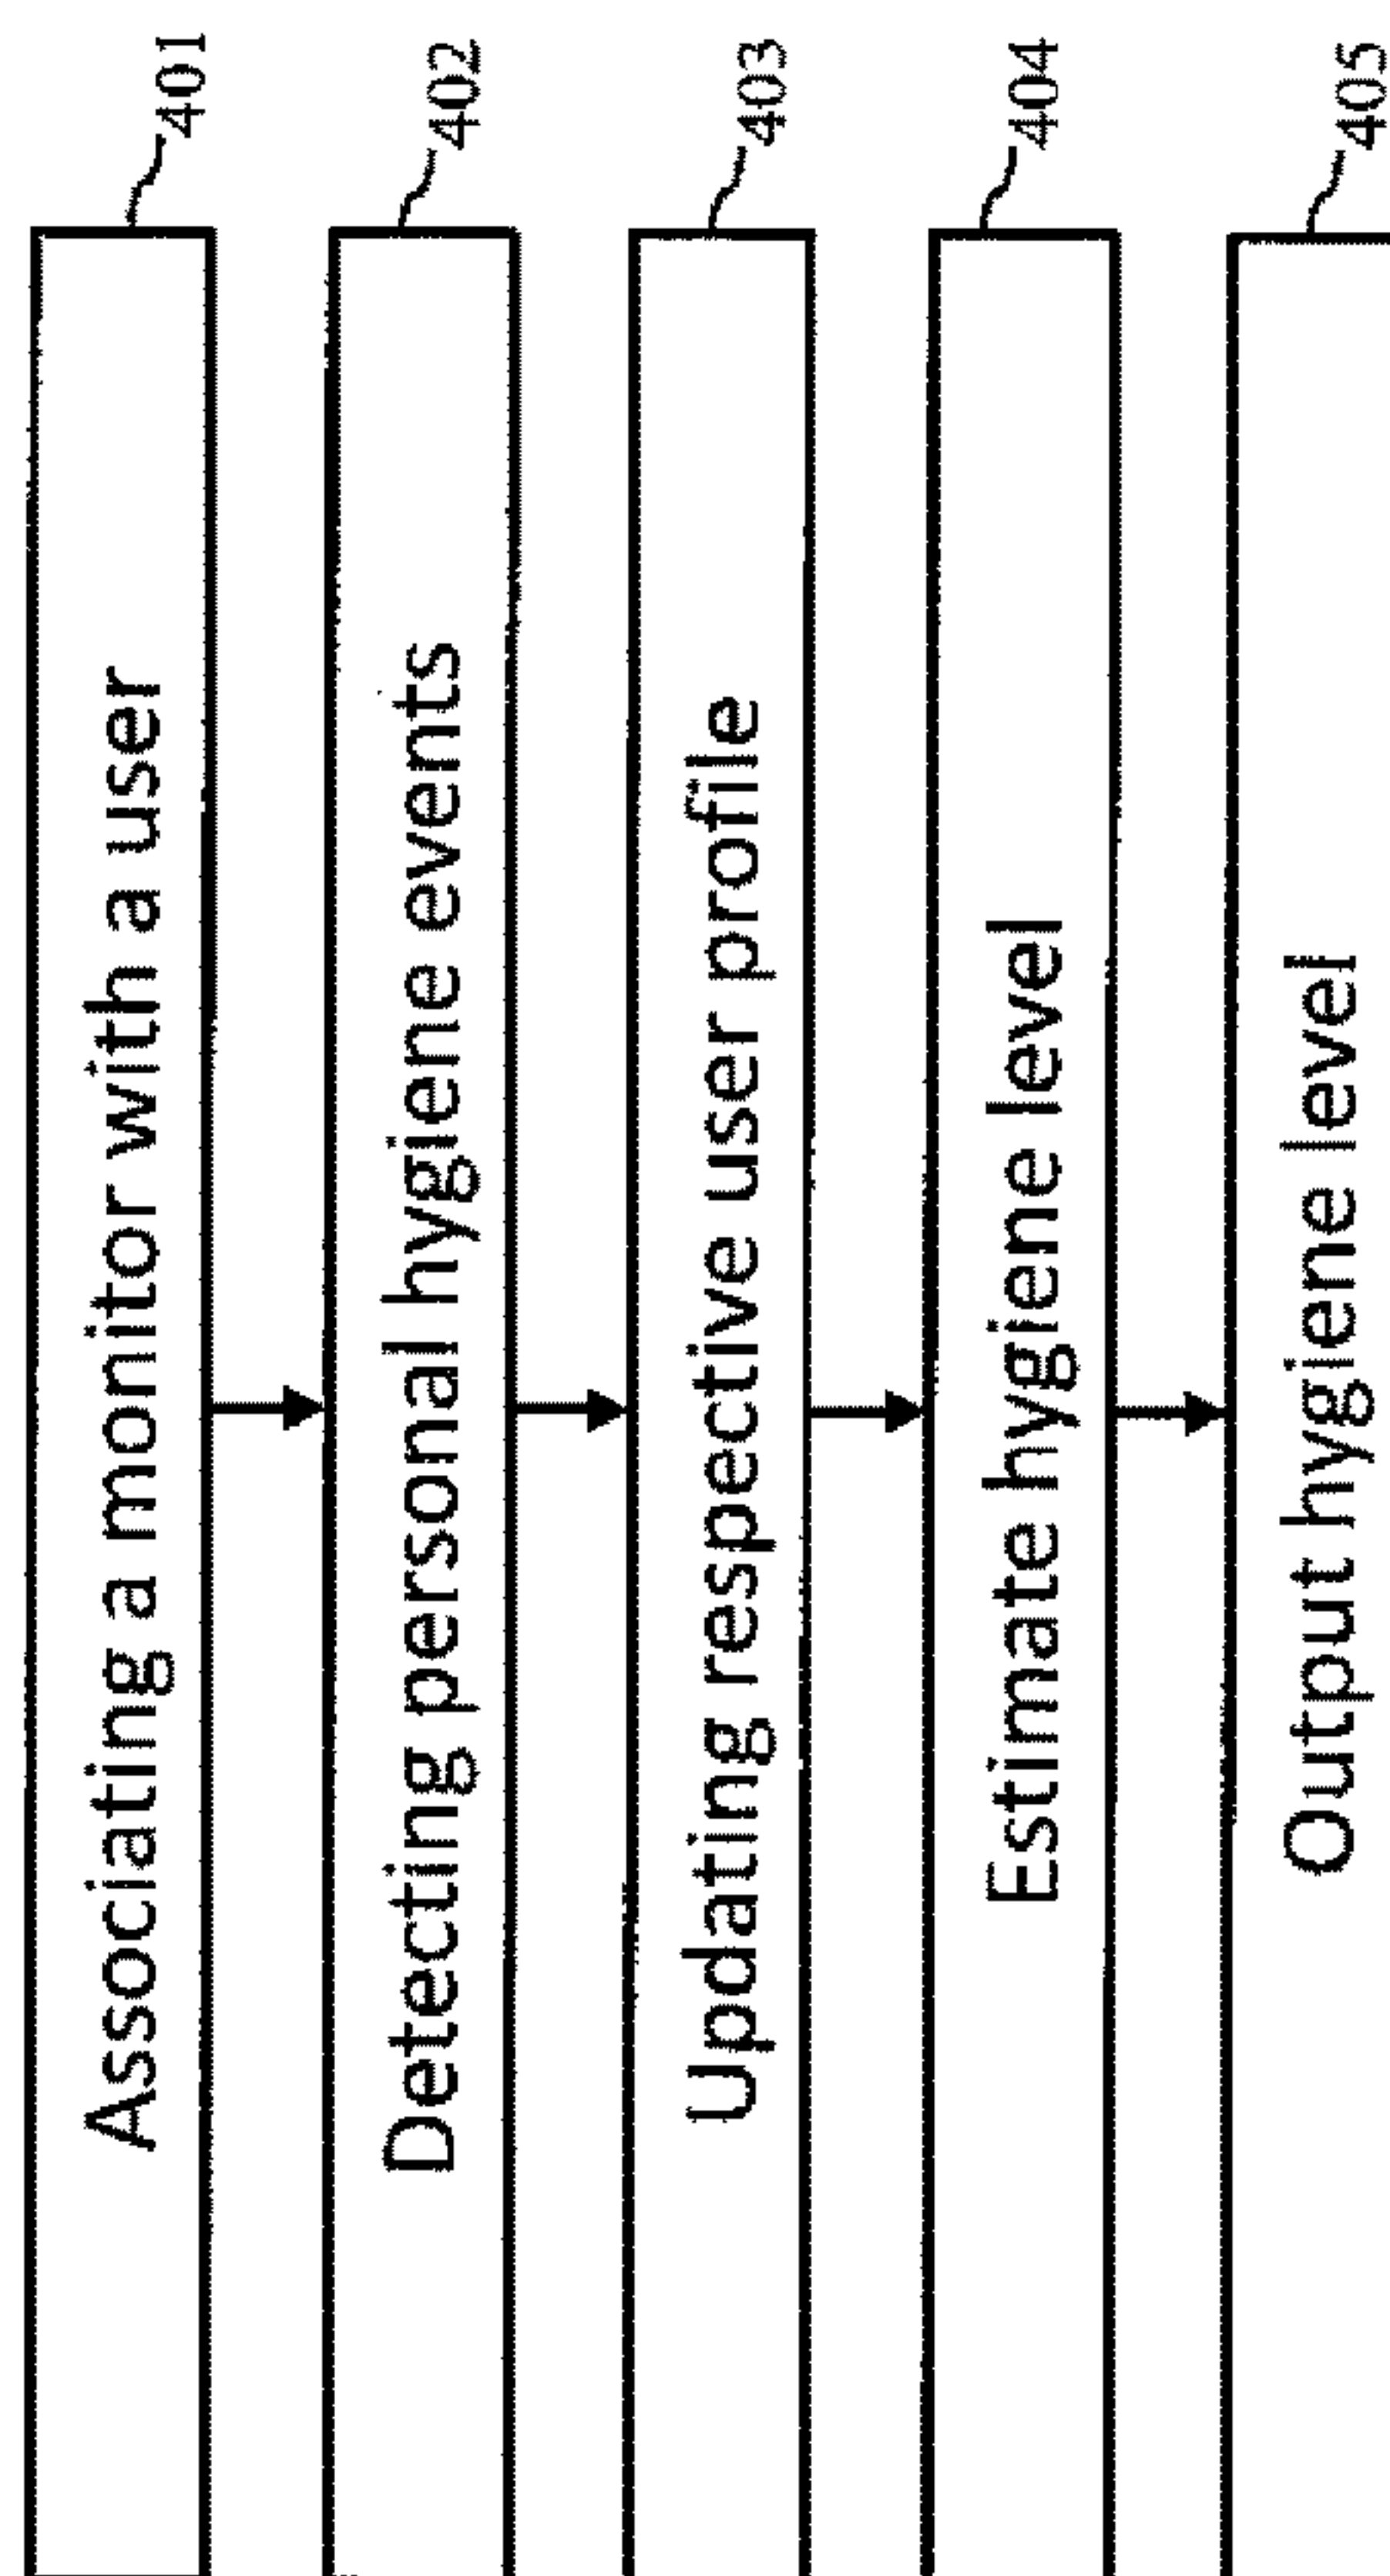 Associating a monitor with a user
401
Detecting personal hygiene events
402
Updating respective user profile
403
Estimate hygiene level
404
Output hygiene level
405